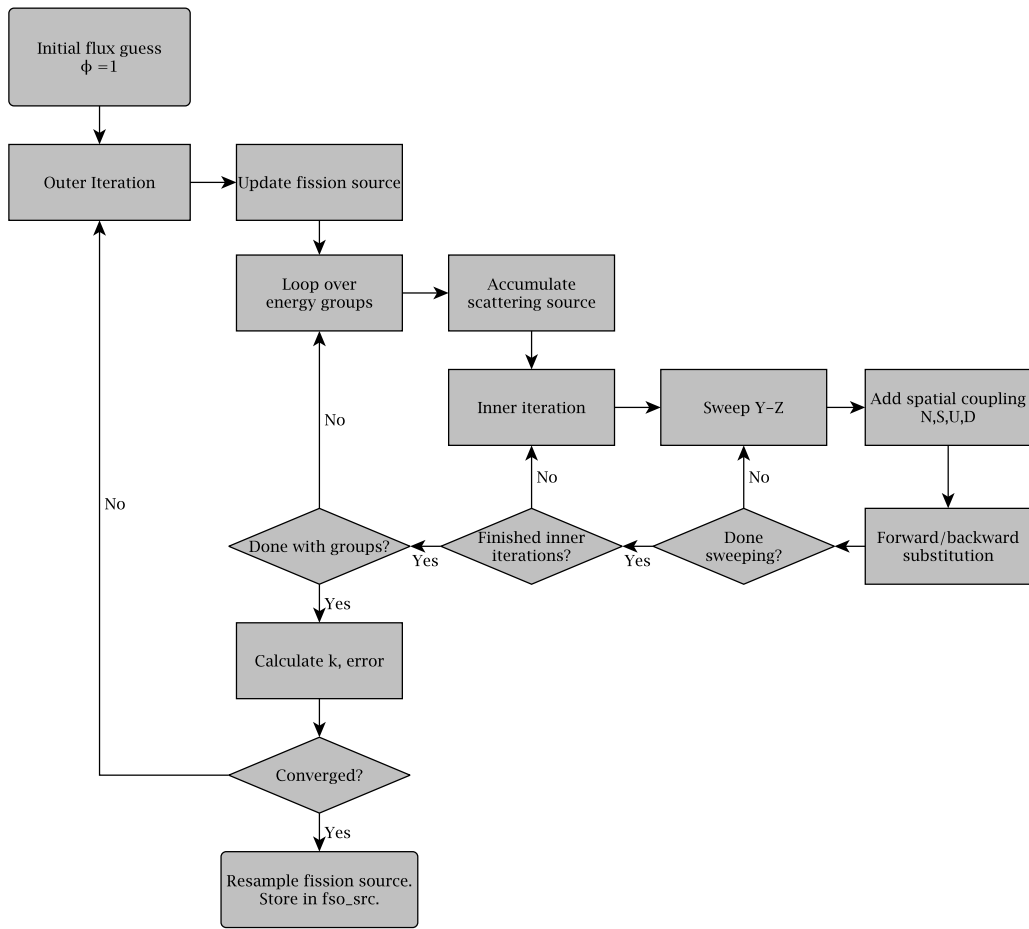 Initial flux guess
ϕ =1
Outer Iteration
Update fission source
Loop over
energy groups
Accumulate
scattering source
Inner iteration
Sweep Y–Z
Add spatial coupling
N,S,U,D
No
No
No
No
Done with groups?
Yes
Finished inner
iterations?
Yes
Done
sweeping?
Forward/backward
substitution
Yes
Calculate k, error
Converged?
Yes
Resample fission source.
Store in fso_src.